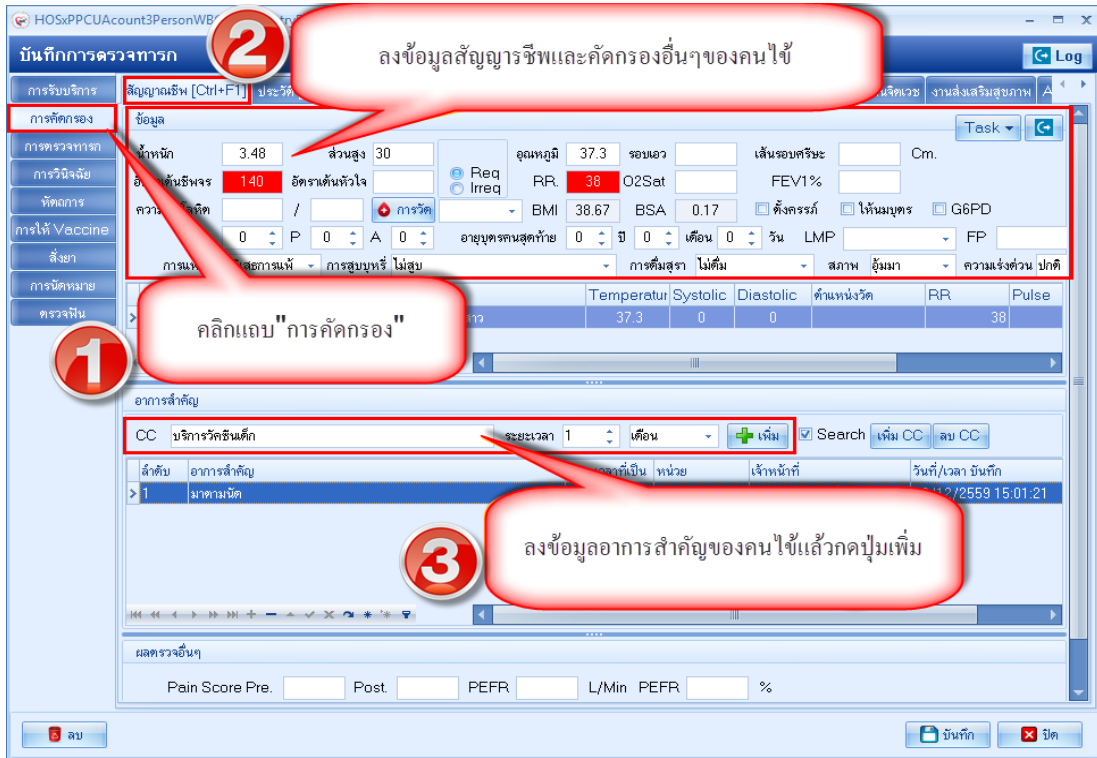 HOSxPPCUAcount3PersonWB
บันทึกการตรวจทารก
Log
2
ลงข้อมูลสัญญารชีพและคัดกรองอื่นๆของคนไข้
การรับบริการ
การคัดกรอง
การตรวจทารก
การวินิจฉัย
หัตถการ
การให้ Vaccine
สั่งยา
การนัดหมาย
ตรวจฟัน
สัญญาณชีพ [Ctrl+F1]
งานส่งเสริมสุขภาพ
ข้อมูล
Task
น้ำหนัก 3.48 ส่วนสูง 30 อุณหภูมิ 37.3 รอบเอว เส้นรอบศรีษะ Cm.
140 อัตราเต้นหัวใจ Reg Irreg RR. 38 O2Sat FEV1%
/ การวัด BMI 38.67 BSA 0.17 ตั้งครรภ์ ให้นมบุตร G6PD
0 P 0 A 0 อายุบุตรคนสุดท้าย 0 ปี 0 เดือน 0 วัน LMP FP
การสูบบุหรี่ ไม่สูบ การดื่มสุรา ไม่ดื่ม สภาพ อุ้มมา ความเร่งด่วน ปกติ
Temperatur Systolic Diastolic ตำแหน่งวัด RR Pulse
37.3 0 0 38
1
คลิกแถบ"การคัดกรอง"
อาการสำคัญ
CC บริการวัคซีนเด็ก ระยะเวลา 1 เดือน เพิ่ม Search เพิ่ม CC ลบ CC
ลำดับ อาการสำคัญ หน่วย เจ้าหน้าที่ วันที่/เวลา บันทึก
1 มาตามนัด /2559 15:01:21
3
ลงข้อมูลอาการสำคัญของคนไข้แล้วกดปุ่มเพิ่ม
ผลตรวจอื่นๆ
Pain Score Pre. Post. PEFR L/Min PEFR %
ลบ
บันทึก
ปิด